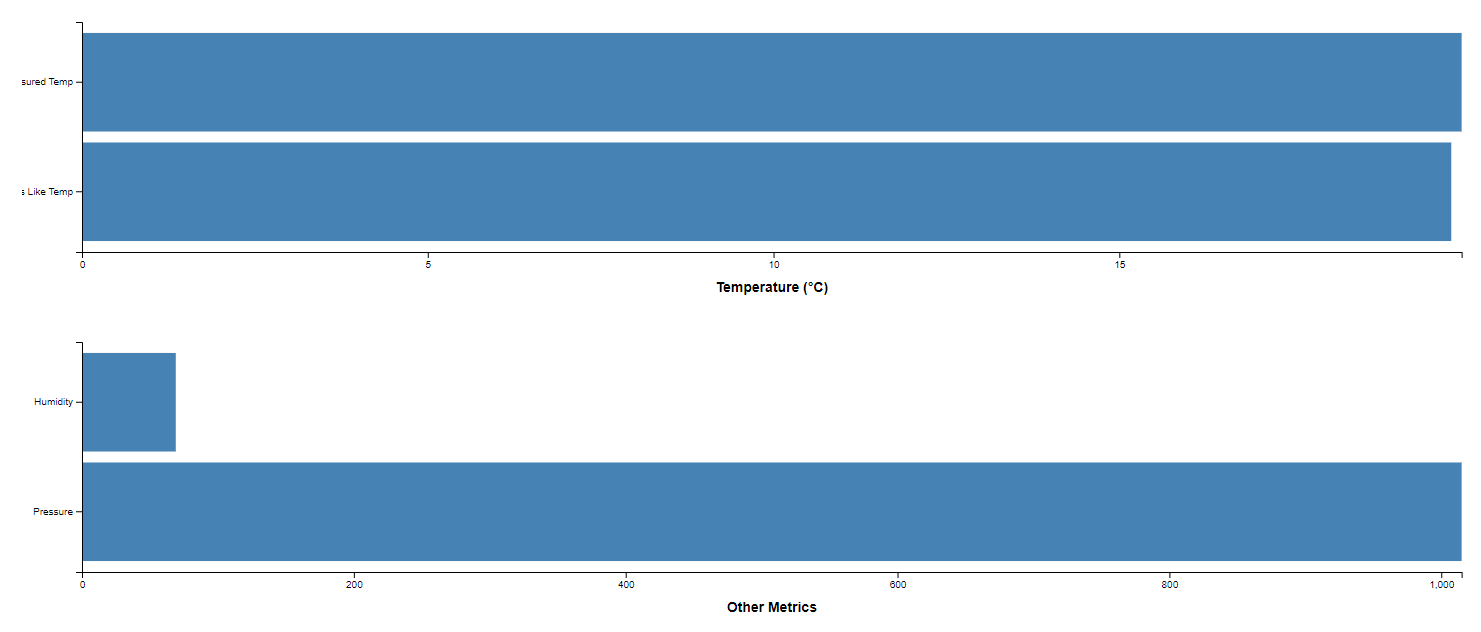 sured Temp
s Like Temp
0 5 10 15
Temperature (°C)
Humidity
Pressure
0 200 400 600 800 1,000
Other Metrics